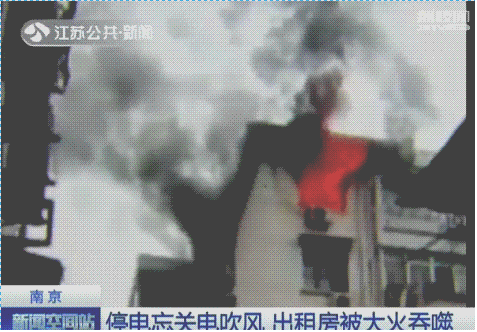 江苏公共·新闻
南京
新闻空间站
停电忘关电吹风 出租房被大火吞噬